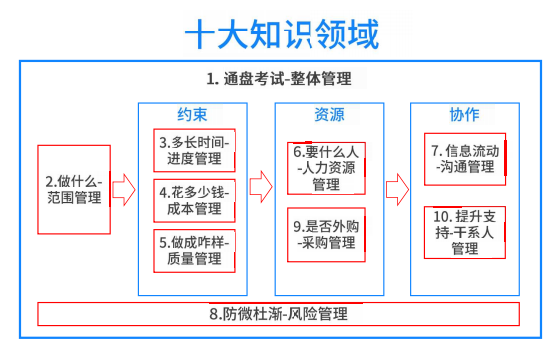 十大知识领域
1. 通盘考试-整体管理
2.做什么-
范围管理
约束
3.多长时间-
进度管理
4.花多少钱-
成本管理
5.做成咋样-
质量管理
资源
6.要什么人
-人力资源
管理
9.是否外购
-采购管理
协作
7. 信息流动
-沟通管理
10. 提升支
持-干系人
管理
8.防微杜渐-风险管理